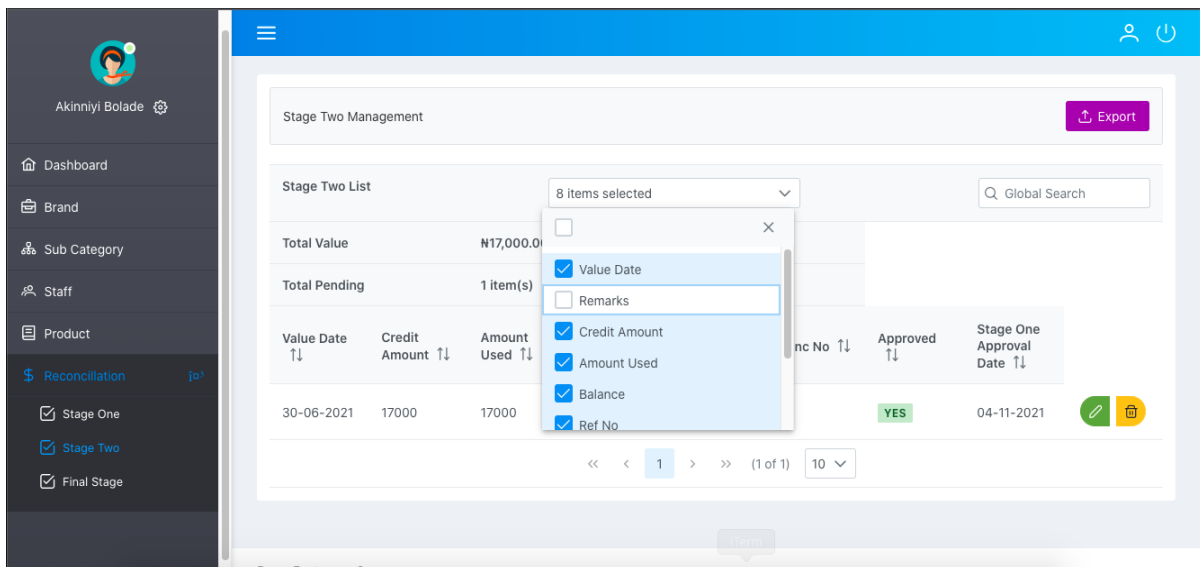 Akinniyi Bolade
Dashboard
Brand
Sub Category
Staff
Product
$ Reconcillation
Stage One
Stage Two
Final Stage
Stage Two Management
Export
Stage Two List
8 items selected
Global Search
Total Value
₦17,000.0
Total Pending
1 item(s)
Value Date
Remarks
Credit Amount
Amount Used
Balance
Ref No
Value Date
Credit Amount
Amount Used
nc No
Approved
Stage One Approval Date
30-06-2021
17000
17000
YES
04-11-2021
<< < 1 > >> (1 of 1) 10